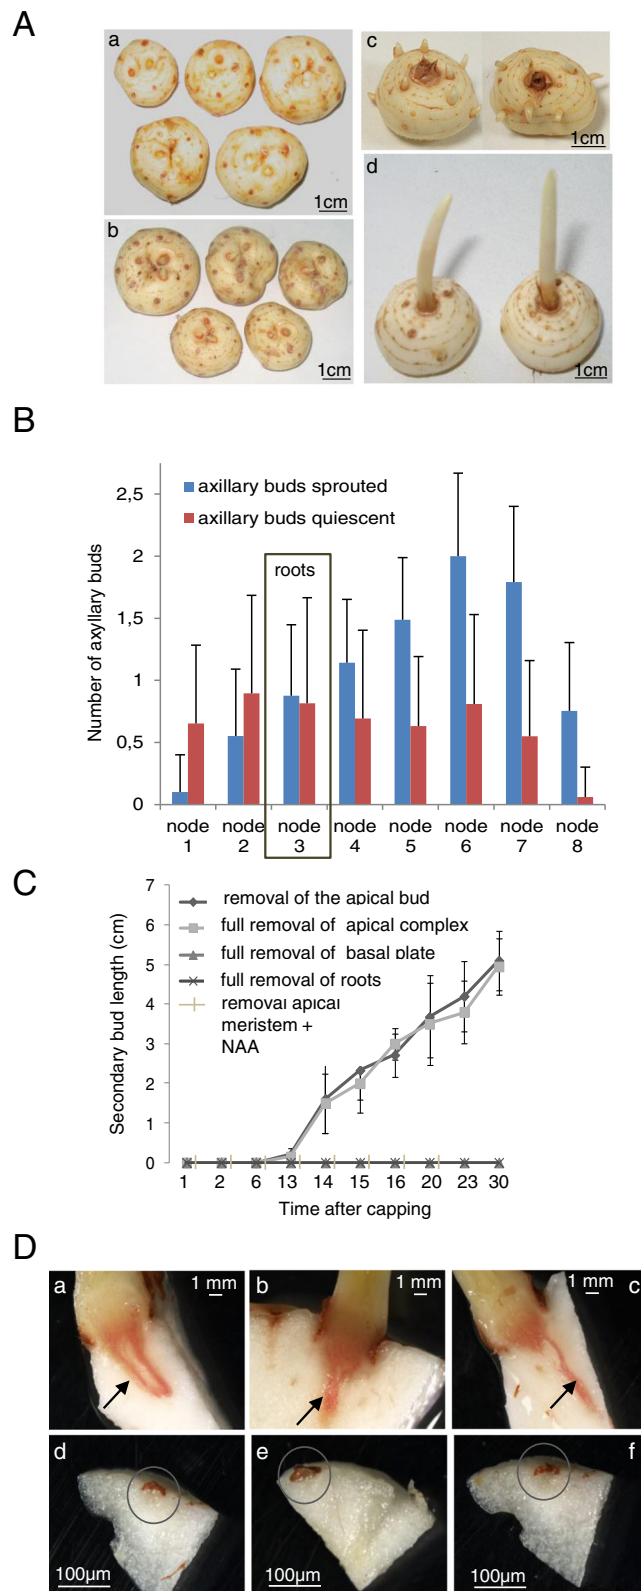 A
a
1cm
b
1cm
c
1cm
d
1cm
B
Number of axyllary buds
2,5
2
1,5
1
0,5
0
axillary buds sprouted
axillary buds quiescent
roots
node 1
node 2
node 3
node 4
node 5
node 6
node 7
node 8
C
Secondary bud length (cm)
7
6
5
4
3
2
1
0
removal of the apical bud
full removal of apical complex
full removal of basal plate
full removal of roots
removal apical
meristem +
NAA
1 2 6 13 14 15 16 20 23 30
Time after capping
D
a 1 mm
b 1 mm
1 mm c
d
100µm
e
100µm
f
100µm